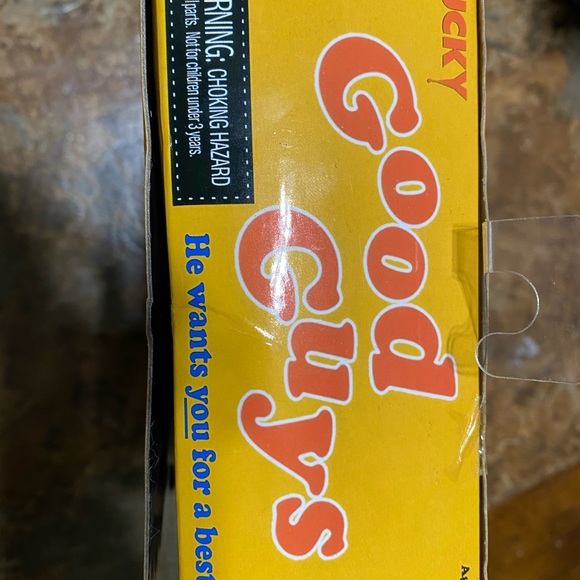 UCKY
Good
Guys
RNING: CHOKING HAZARD
parts. Not for children under 3 years.
He wants you for a best